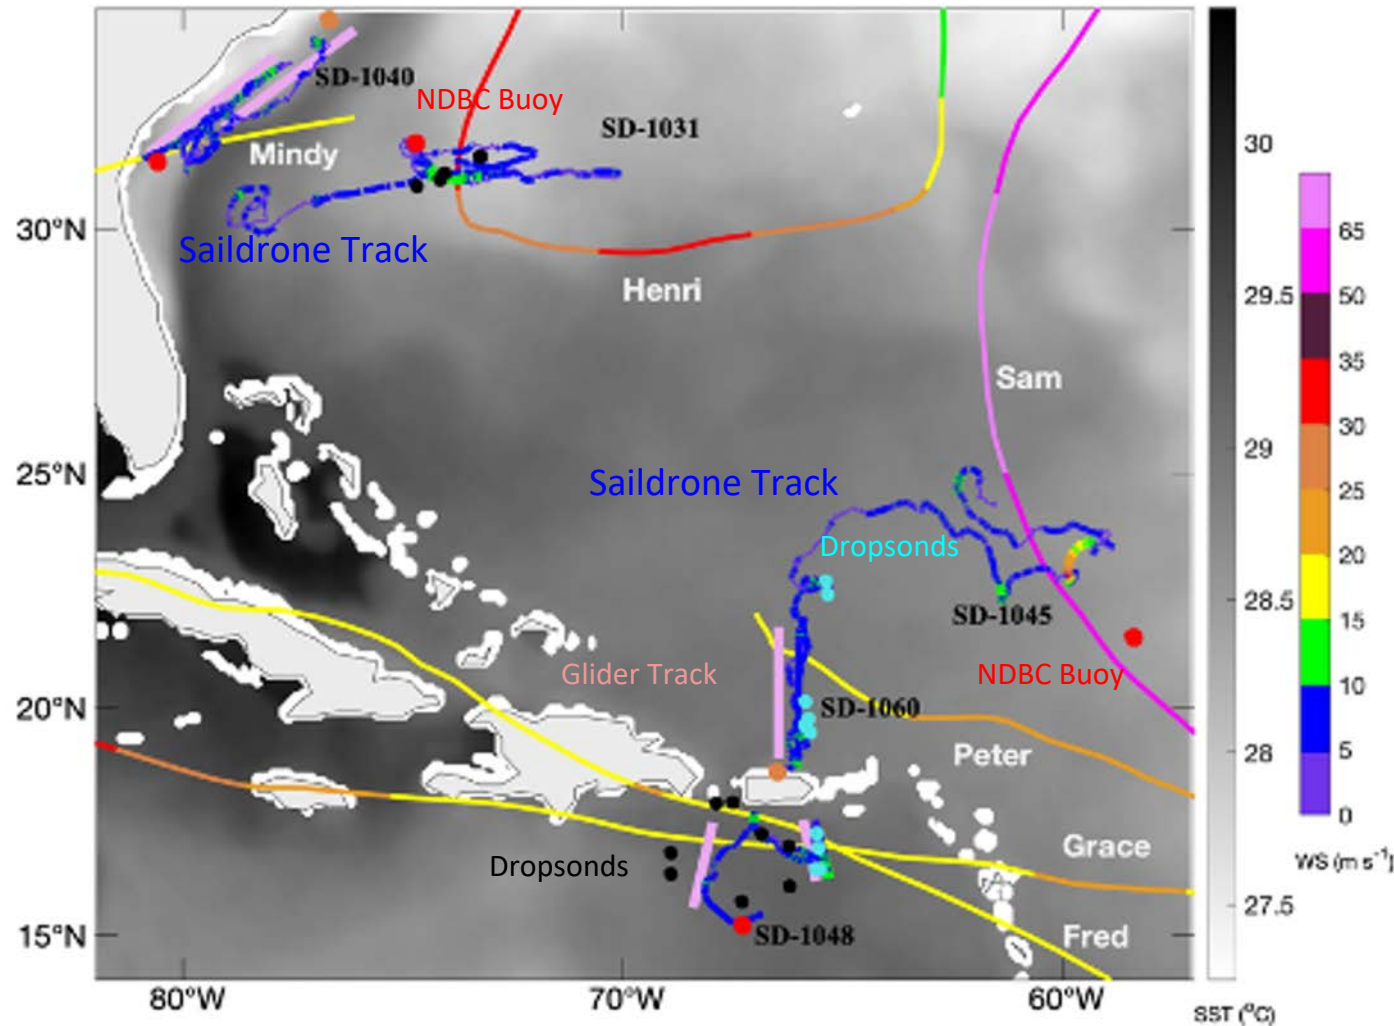 SD-1040
NDBC Buoy
SD-1031
Mindy
30°N
Saildrone Track
Henri
Sam
25°N
Saildrone Track
Dropsonds
SD-1045
Glider Track
NDBC Buoy
20°N
SD-1060
Peter
Grace
Dropsonds
15°N
SD-1048
Fred
80°W
70°W
60°W
30
29.5
29
28.5
28
27.5
SST (°C)
65
50
35
30
25
20
15
10
5
0
WS (m s⁻¹)